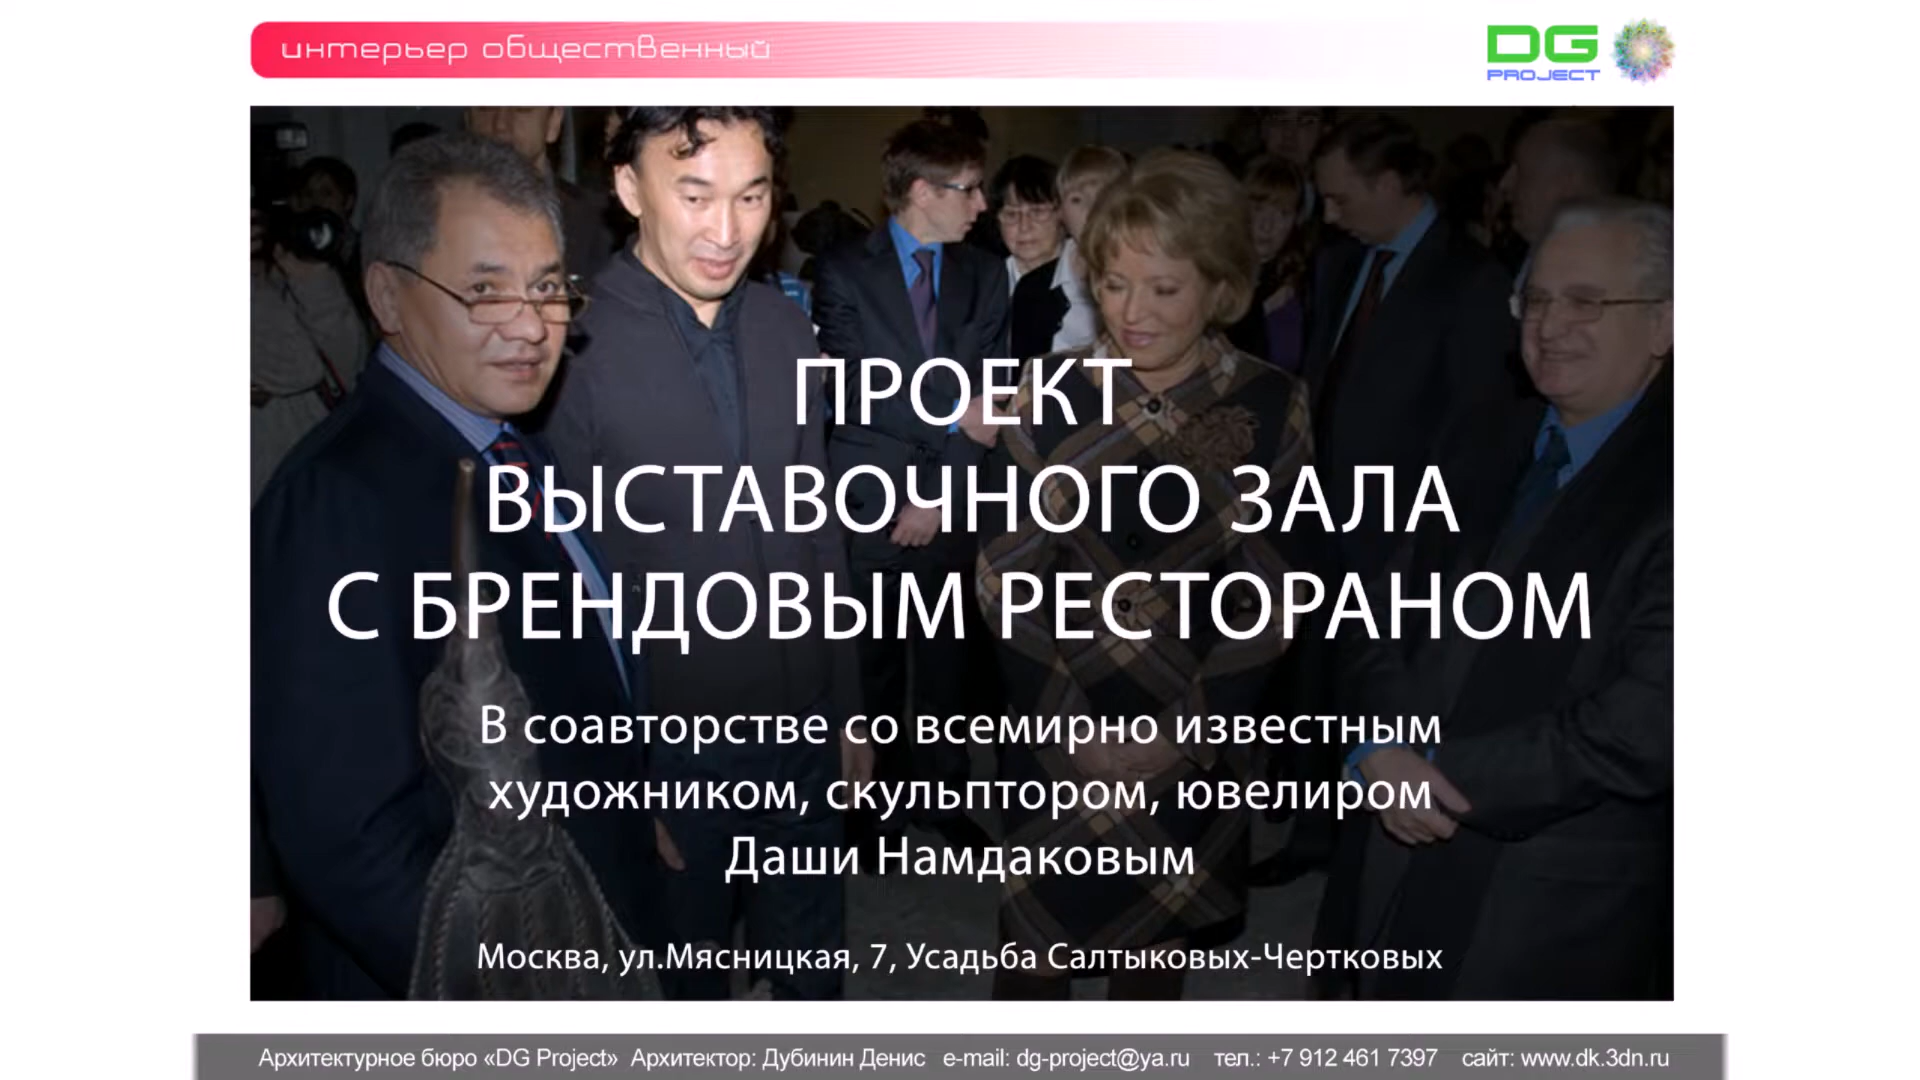 интерьер общественный
DG
PROJECT
ПРОЕКТ
ВЫСТАВОЧНОГО ЗАЛА
С БРЕНДОВЫМ РЕСТОРАНОМ
В соавторстве со всемирно известным
художником, скульптором, ювелиром
Даши Намдаковым
Москва, ул.Мясницкая, 7, Усадьба Салтыковых-Чертковых
Архитектурное бюро «DG Project» Архитектор: Дубинин Денис e-mail: dg-project@ya.ru тел.: +7 912 461 7397 сайт: www.dk.3dn.ru